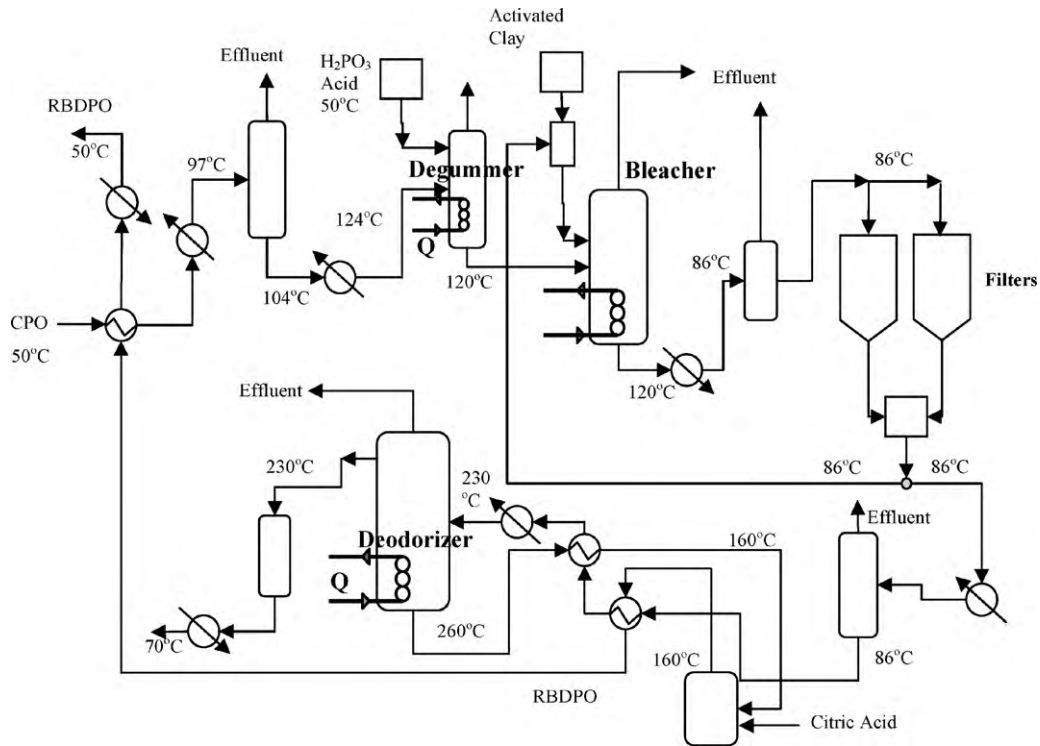 Activated
Clay
Effluent
H₂PO₃
Acid
50°C
Effluent
RBDPO
50°C
97°C
Degummer
Bleacher
86°C
124°C
Q
104°C
120°C
86°C
Filters
CPO
50°C
120°C
Effluent
230°C
230
°C
86°C
86°C
Effluent
Deodorizer
160°C
Q
260°C
70°C
160°C
86°C
RBDPO
Citric Acid